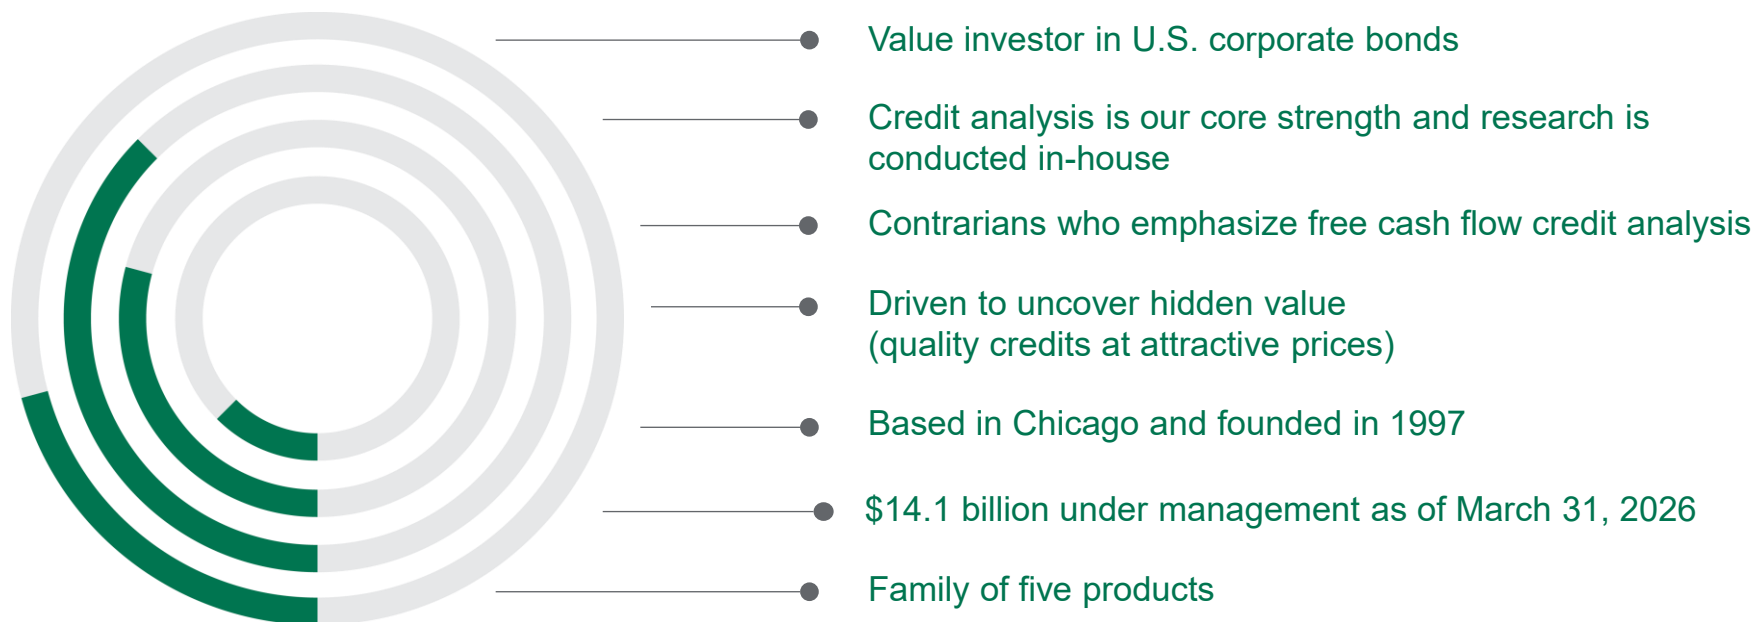 Value investor in U.S. corporate bonds
Credit analysis is our core strength and research is
conducted in-house
Contrarians who emphasize free cash flow credit analysis
Driven to uncover hidden value
(quality credits at attractive prices)
Based in Chicago and founded in 1997
$14.1 billion under management as of March 31, 2026
Family of five products